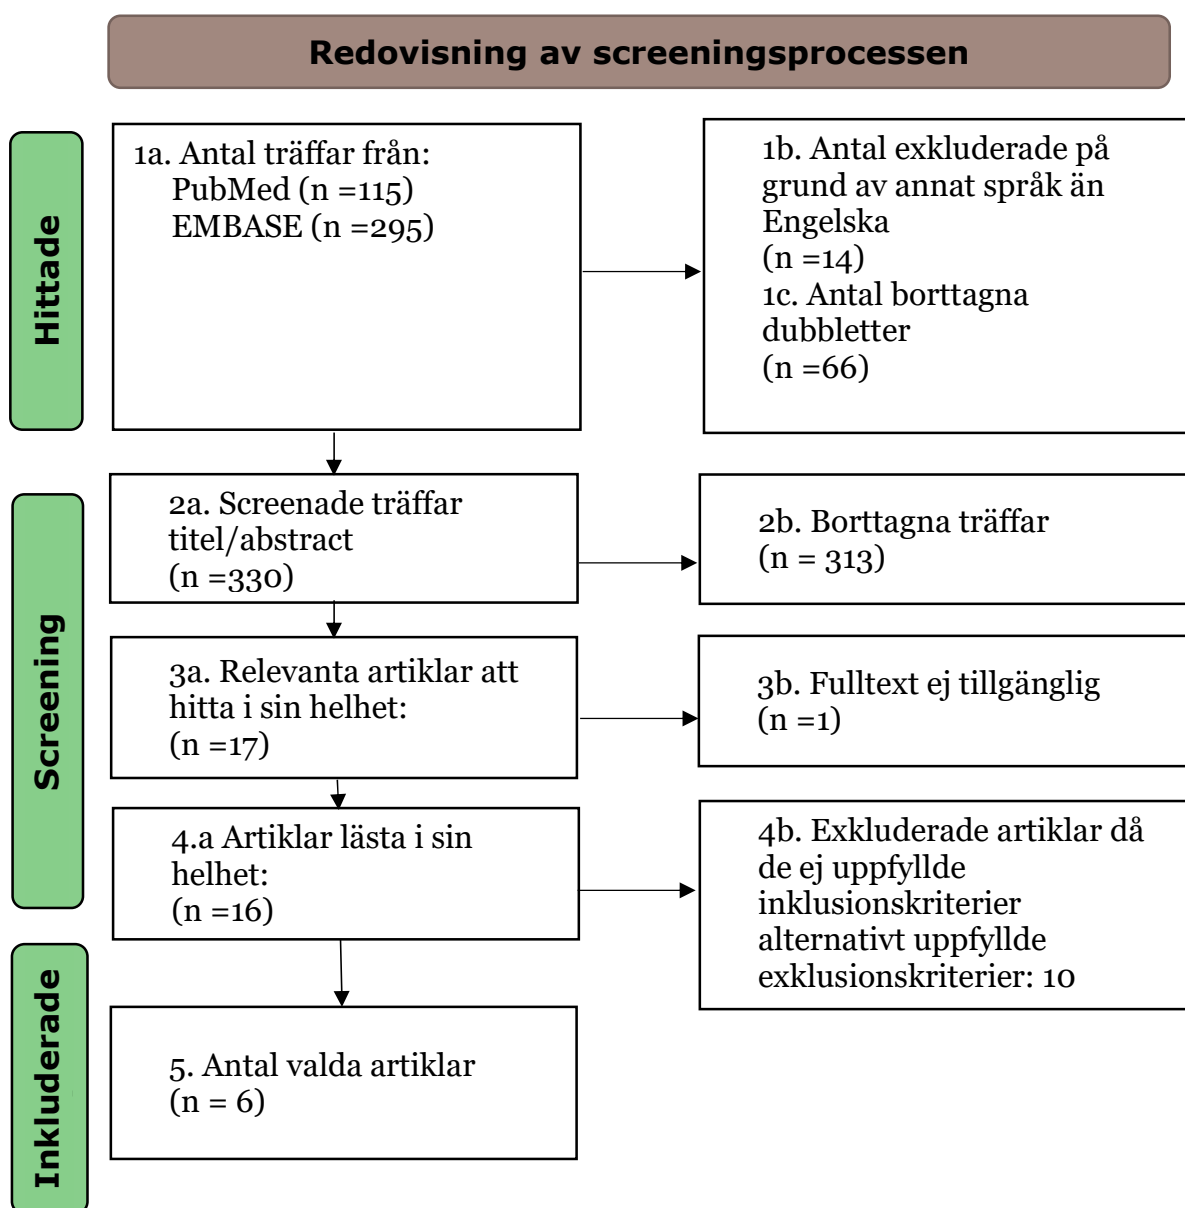 Redovisning av screeningsprocessen
Hittade
1a. Antal träffar från:
PubMed (n =115)
EMBASE (n =295)
1b. Antal exkluderade på
grund av annat språk än
Engelska
(n =14)
1c. Antal borttagna
dubbletter
(n =66)
Screening
2a. Screenade träffar
titel/abstract
(n =330)
2b. Borttagna träffar
(n = 313)
3a. Relevanta artiklar att
hitta i sin helhet:
(n =17)
3b. Fulltext ej tillgänglig
(n =1)
4.a Artiklar lästa i sin
helhet:
(n =16)
4b. Exkluderade artiklar då
de ej uppfyllde
inklusionskriterier
alternativt uppfyllde
exklusionskriterier: 10
Inkluderade
5. Antal valda artiklar
(n = 6)